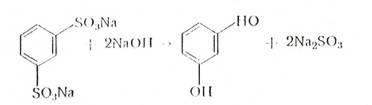 SO₃Na
HO
+ 2NaOH → + 2Na₂SO₃
SO₃Na
OH